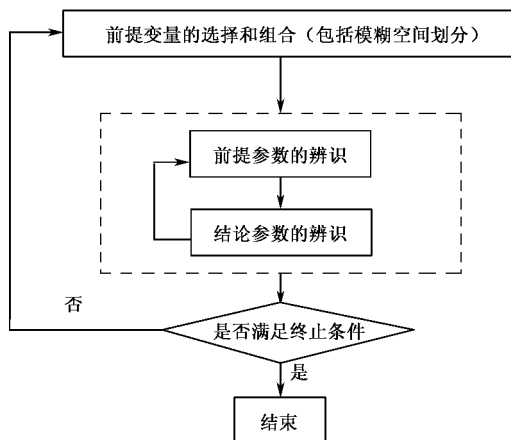 前提变量的选择和组合（包括模糊空间划分）
前提参数的辨识
结论参数的辨识
否
是否满足终止条件
是
结束